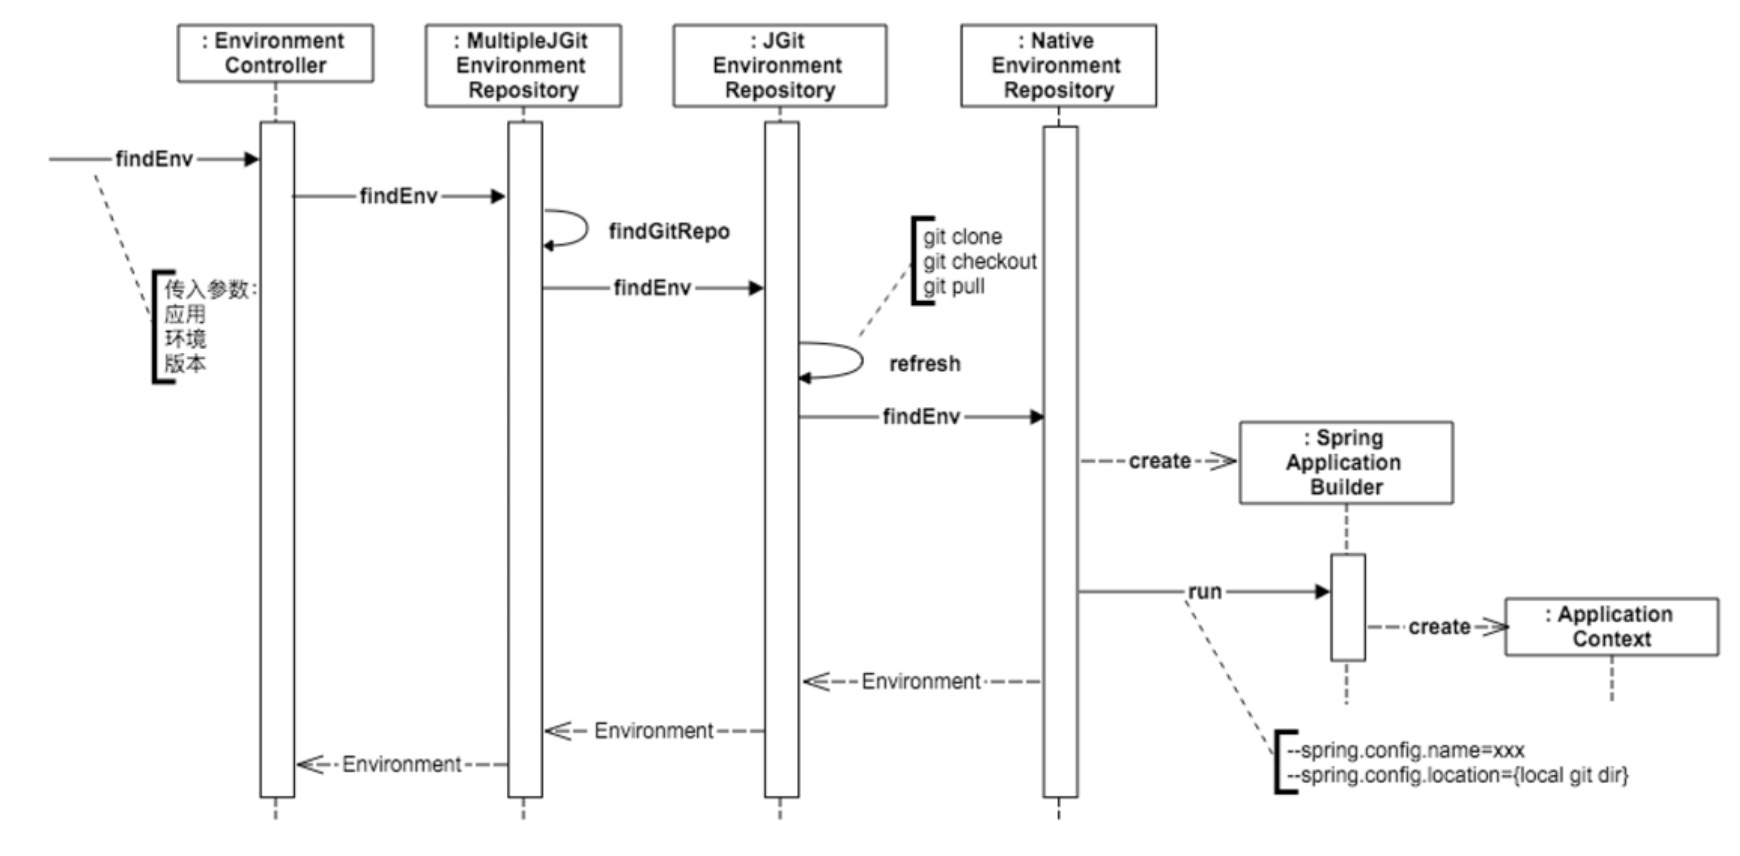 : Environment
Controller
: MultipleJGit
Environment
Repository
: JGit
Environment
Repository
: Native
Environment
Repository
findEnv
findEnv
findGitRepo
findEnv
git clone
git checkout
git pull
传入参数:
应用
环境
版本
refresh
findEnv
create
: Spring
Application
Builder
run
create
: Application
Context
Environment
Environment
Environment
--spring.config.name=xxx
--spring.config.location={local git dir}